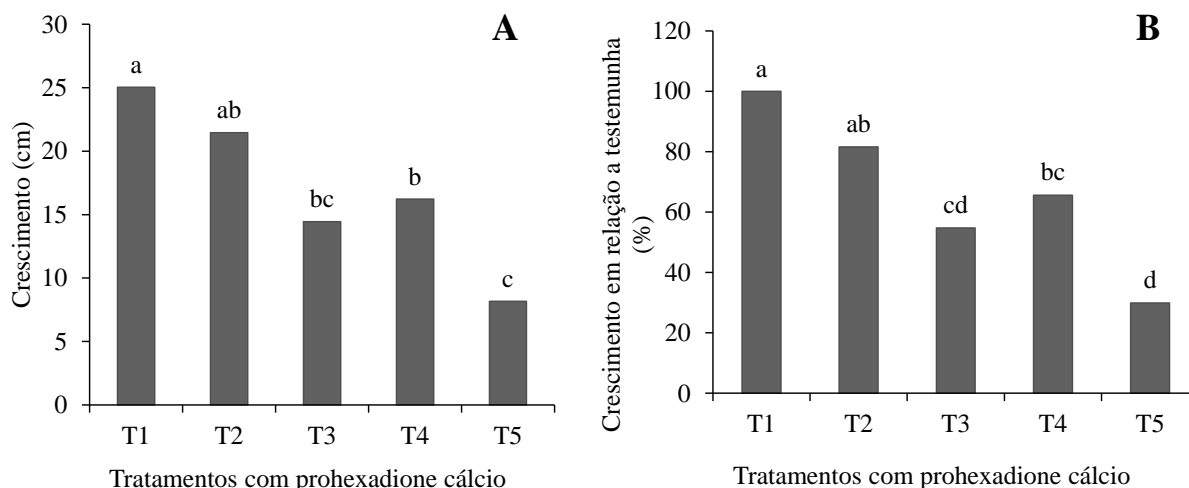 A
Crescimento (cm)
30
25
20
15
10
5
0
a
ab
bc
b
c
T1 T2 T3 T4 T5
Tratamentos com prohexadione cálcio
B
Crescimento em relação a testemunha
(%)
120
100
80
60
40
20
0
a
ab
cd
bc
d
T1 T2 T3 T4 T5
Tratamentos com prohexadione cálcio